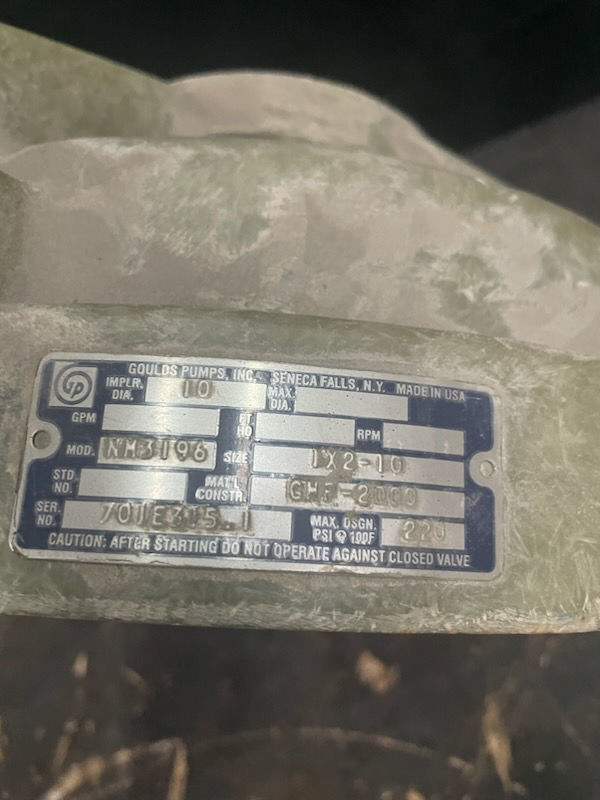 GOULDS PUMPS, INC. SENECA FALLS, N.Y. MADE IN USA
IMPLR. DIA. 10 MAX. DIA.
GPM FT HD RPM
MOD. NM3196 SIZE 1X2-10
STD. NO. MAT'L CONSTR.
SER. NO. MAX. DSGN. PSI @ 100F 220
CAUTION: AFTER STARTING DO NOT OPERATE AGAINST CLOSED VALVE